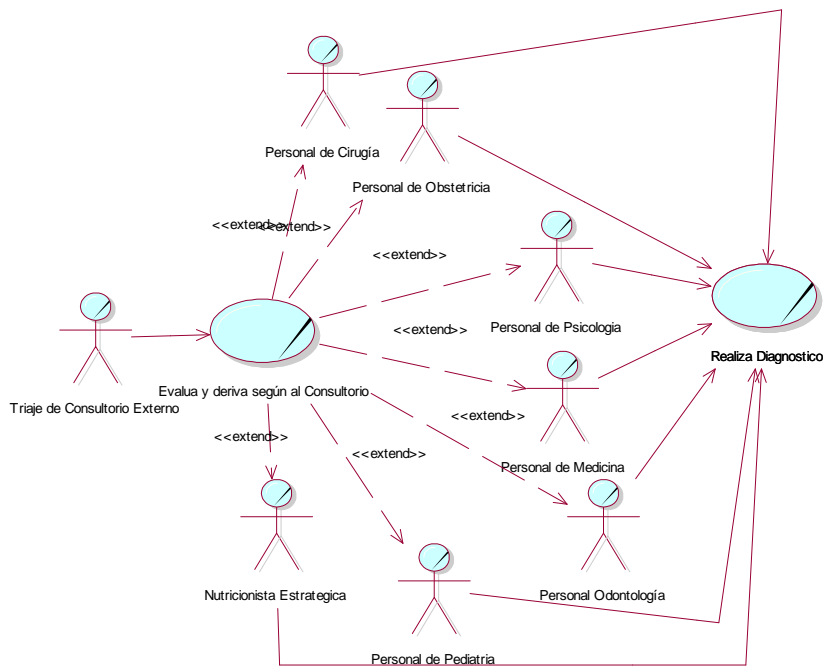 Personal de Cirugía
Personal de Obstetricia
<<extend>>
<<extend>>
<<extend>>
Personal de Psicologia
<<extend>>
Realiza Diagnostico
Triaje de Consultorio Externo
Evalua y deriva según al Consultorio
<<extend>>
<<extend>>
<<extend>>
Personal de Medicina
Nutricionista Estrategica
Personal Odontología
Personal de Pediatria